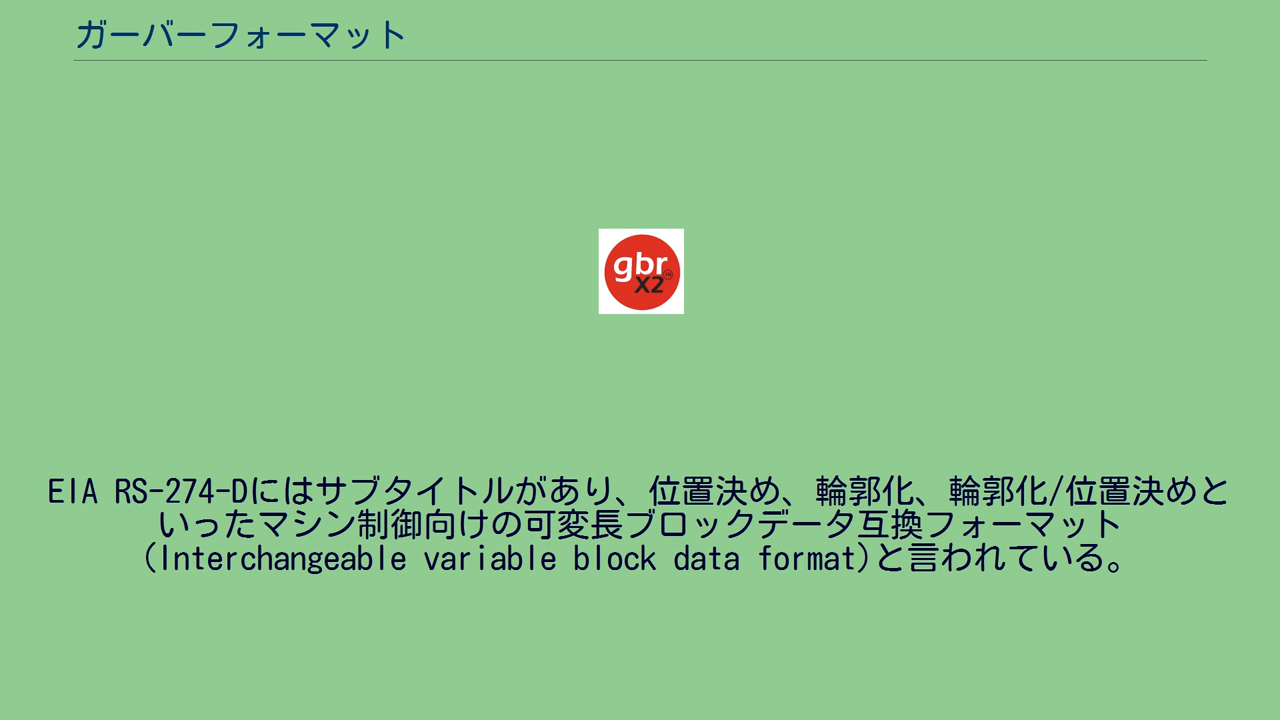 ガーバーフォーマット
gbr
X2™
EIA RS-274-Dにはサブタイトルがあり、位置決め、輪郭化、輪郭化/位置決めと
いったマシン制御向けの可変長ブロックデータ互換フォーマット
(Interchangeable variable block data format)と言われている。